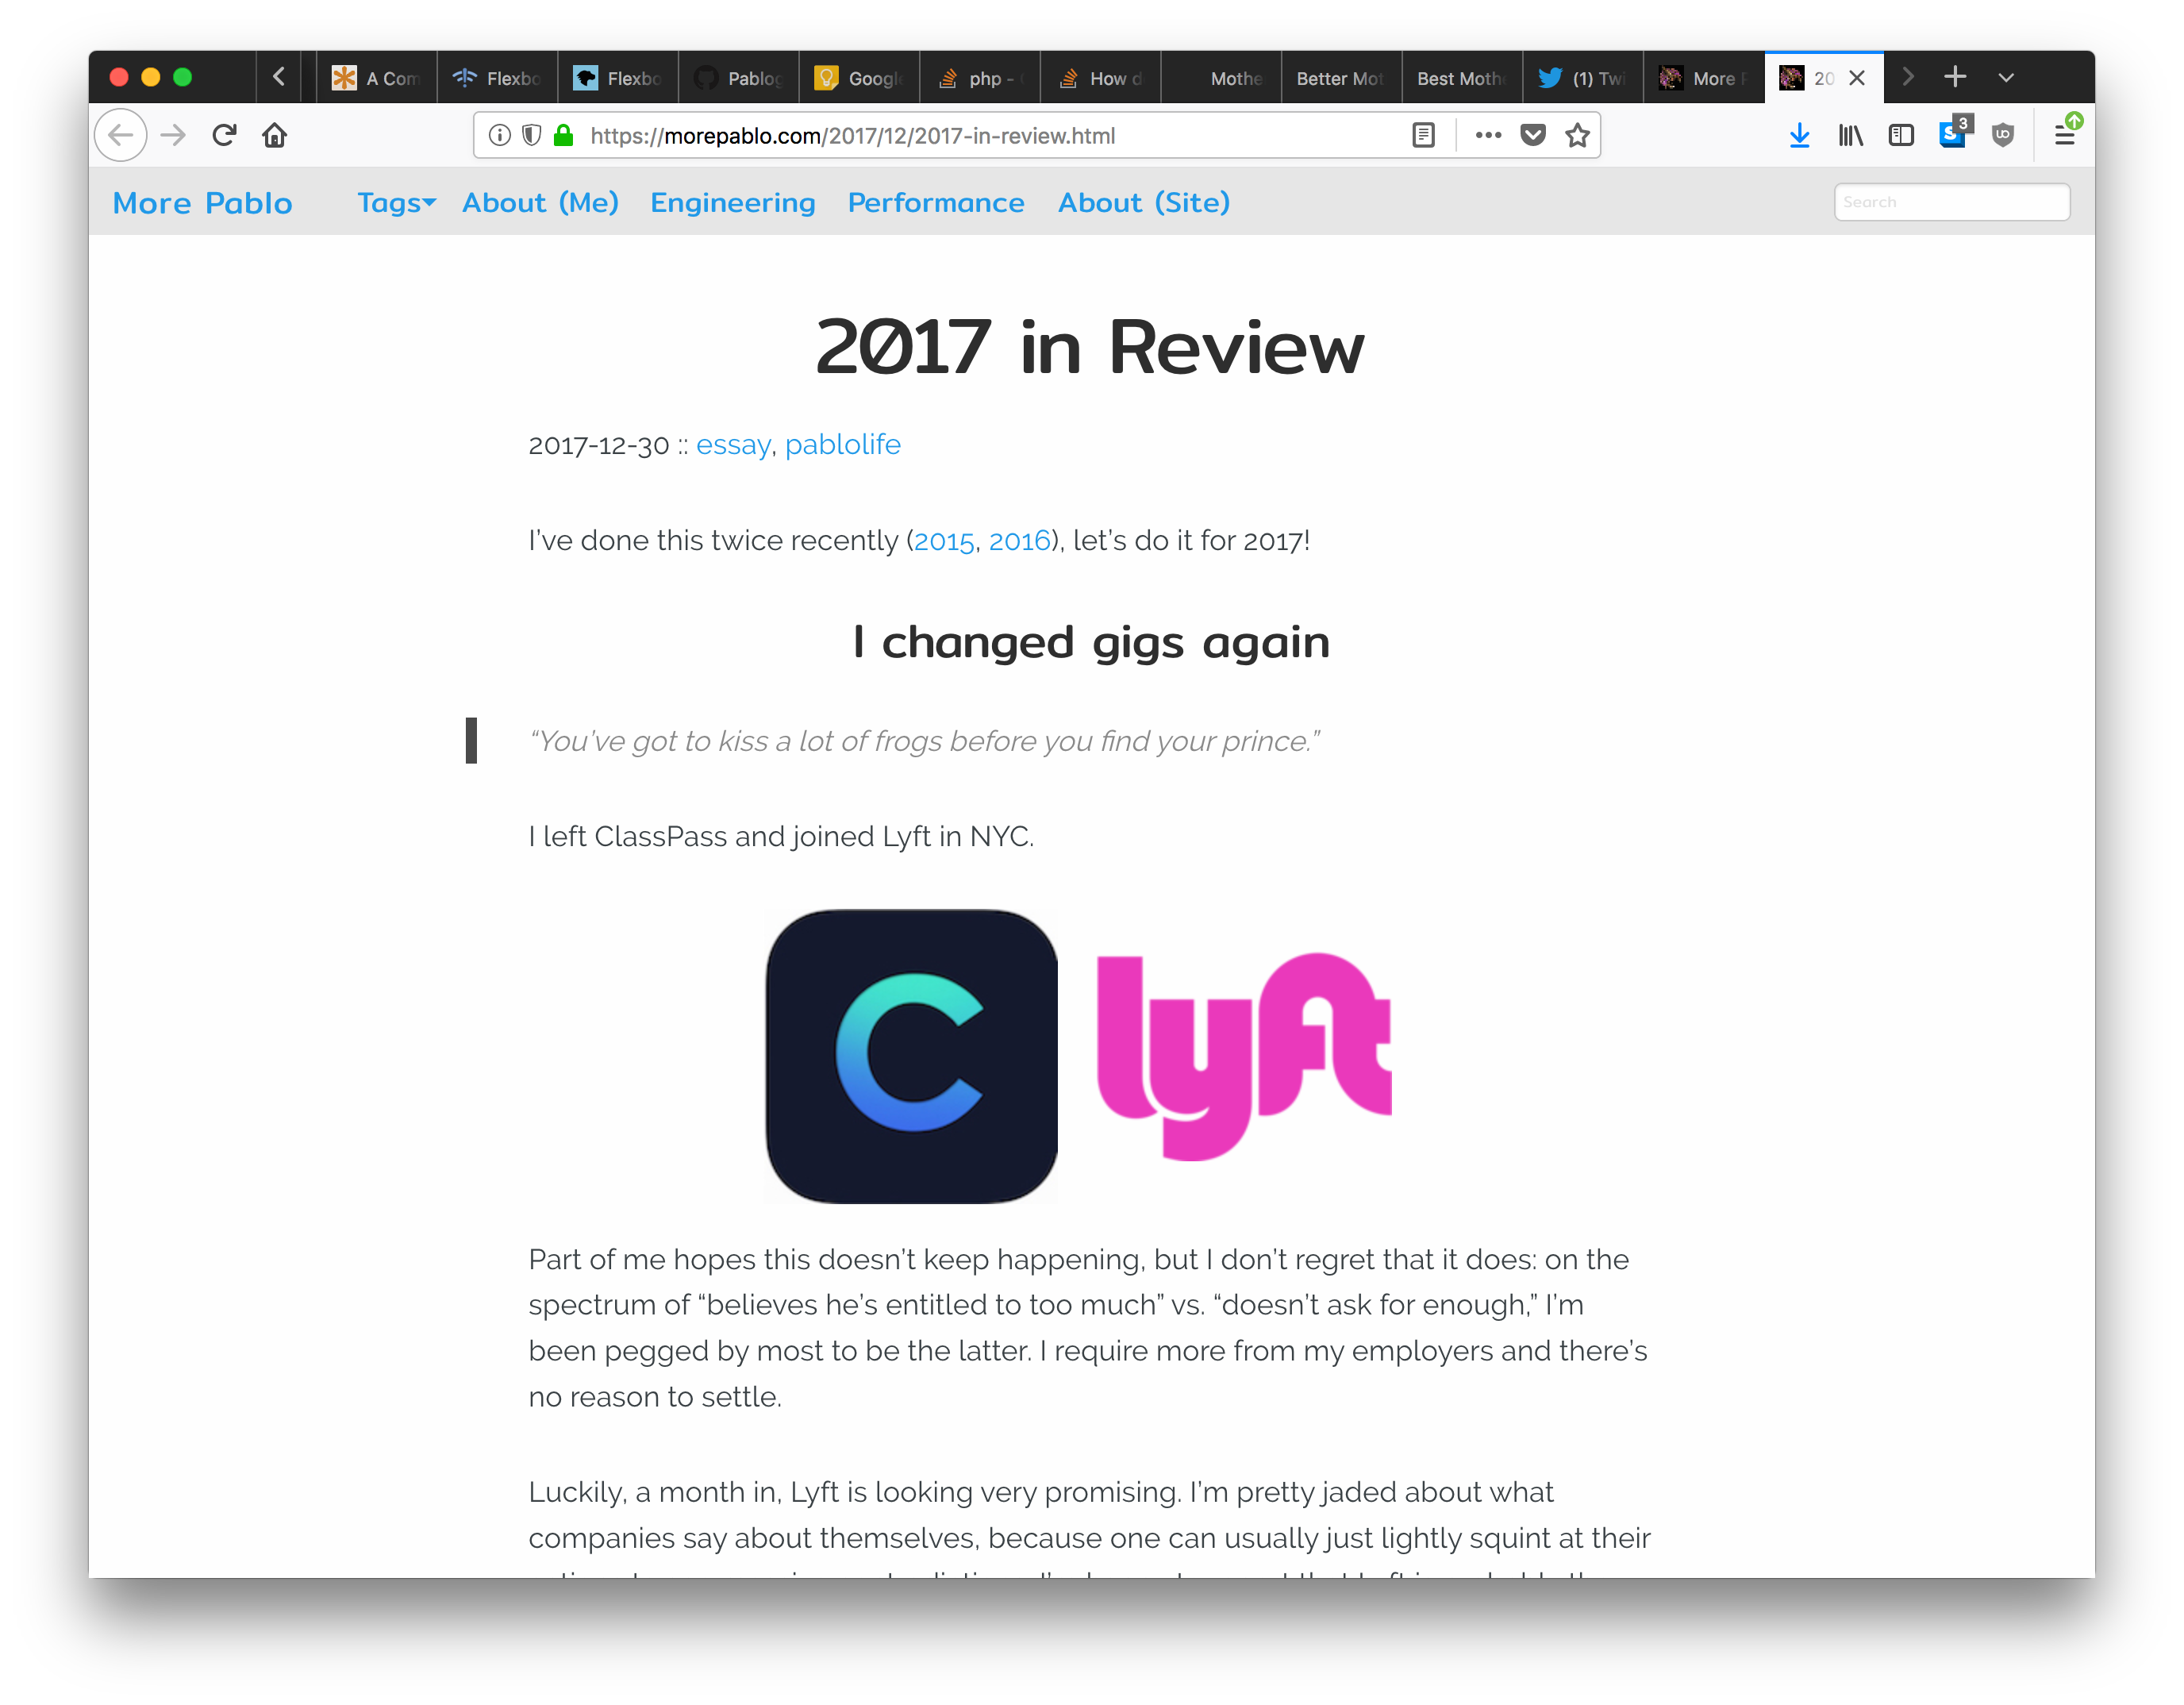 A Com
Flexbo
Flexbo
Pablog
Google
php -
How d
Mothe
Better Mot
Best Moth
(1) Twi
More P
20
https://morepablo.com/2017/12/2017-in-review.html
3
More Pablo Tags About (Me) Engineering Performance About (Site) Search
2017 in Review
2017-12-30 :: essay, pablolife
I've done this twice recently (2015, 2016), let's do it for 2017!
I changed gigs again
“You've got to kiss a lot of frogs before you find your prince.”
I left ClassPass and joined Lyft in NYC.
C lyft
Part of me hopes this doesn't keep happening, but I don't regret that it does: on the
spectrum of “believes he's entitled to too much” vs. “doesn't ask for enough,” I'm
been pegged by most to be the latter. I require more from my employers and there's
no reason to settle.
Luckily, a month in, Lyft is looking very promising. I'm pretty jaded about what
companies say about themselves, because one can usually just lightly squint at their